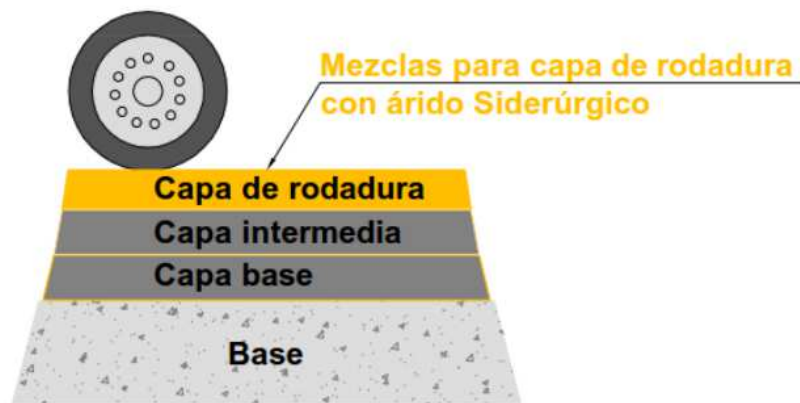 Mezclas para capa de rodadura
con árido Siderúrgico
Capa de rodadura
Capa intermedia
Capa base
Base